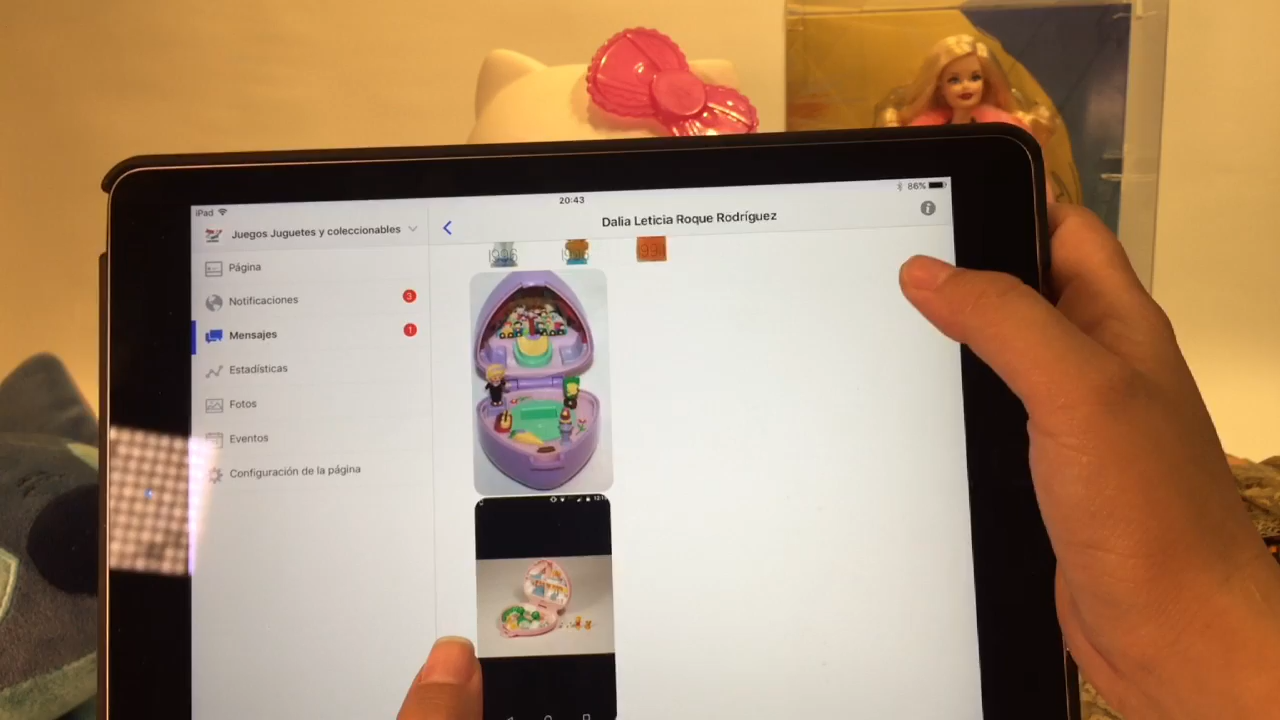 iPad
20:43
86%
Juegos Juguetes y coleccionables
Dalia Leticia Roque Rodríguez
Página
Notificaciones
3
Mensajes
1
Estadísticas
Fotos
Eventos
Configuración de la página
1994